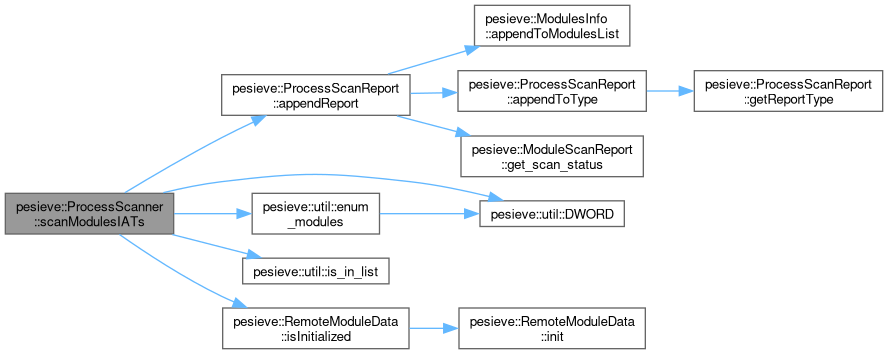 pesieve::ProcessScanner
::scanModulesIATs
pesieve::ProcessScanReport
::appendReport
pesieve::ModulesInfo
::appendToModulesList
pesieve::ProcessScanReport
::appendToType
pesieve::ProcessScanReport
::getReportType
pesieve::ModuleScanReport
::get_scan_status
pesieve::util::enum
_modules
pesieve::util::DWORD
pesieve::util::is_in_list
pesieve::RemoteModuleData
::isInitialized
pesieve::RemoteModuleData
::init